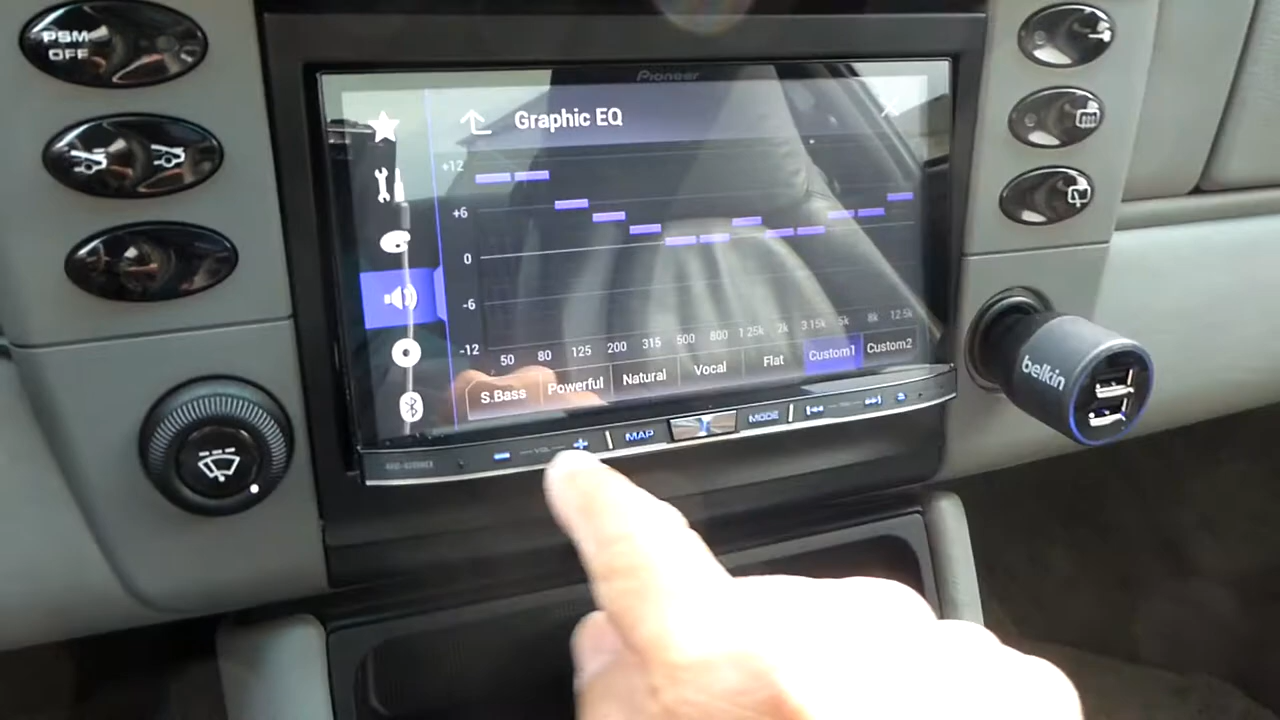 PSM
OFF
Pioneer
Graphic EQ
+12
+6
0
-6
-12
50 80 125 200 315 500 800 1.25k 2k 3.15k 5k 8k 12.5k
S.Bass Powerful Natural Vocal Flat Custom1 Custom2
VOL MAP MODE
belkin